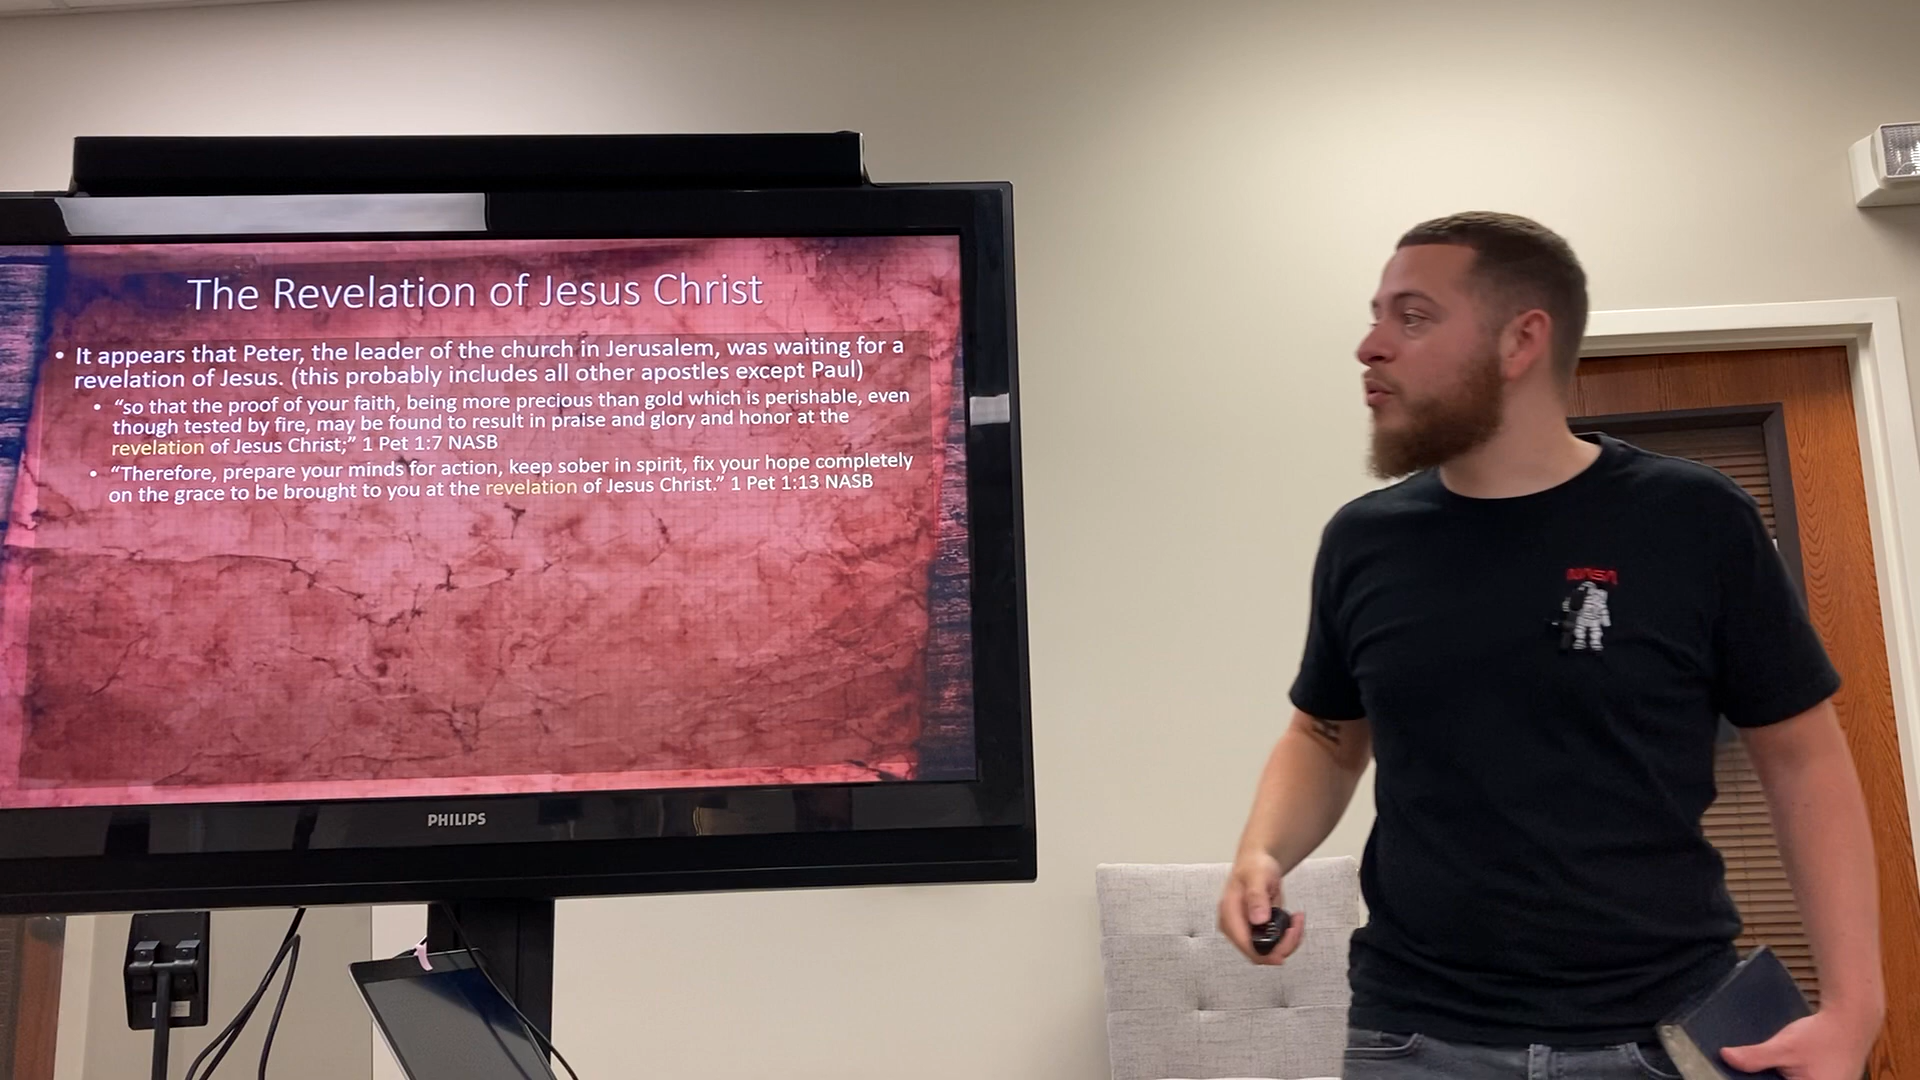 The Revelation of Jesus Christ
• It appears that Peter, the leader of the church in Jerusalem, was waiting for a
revelation of Jesus. (this probably includes all other apostles except Paul)
• “so that the proof of your faith, being more precious than gold which is perishable, even
though tested by fire, may be found to result in praise and glory and honor at the
revelation of Jesus Christ;” 1 Pet 1:7 NASB
• “Therefore, prepare your minds for action, keep sober in spirit, fix your hope completely
on the grace to be brought to you at the revelation of Jesus Christ.” 1 Pet 1:13 NASB
PHILIPS
NASA